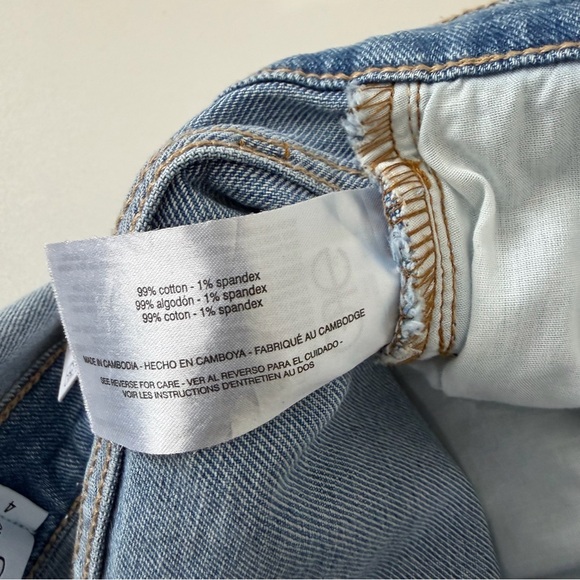 99% cotton - 1% spandex
99% algodón - 1% spandex
99% coton - 1% spandex
MADE IN CAMBODIA - HECHO EN CAMBOYA - FABRIQUÉ AU CAMBODGE
SEE REVERSE FOR CARE - VER AL REVERSO PARA EL CUIDADO -
VOIR LES INSTRUCTIONS D'ENTRETIEN AU DOS
4